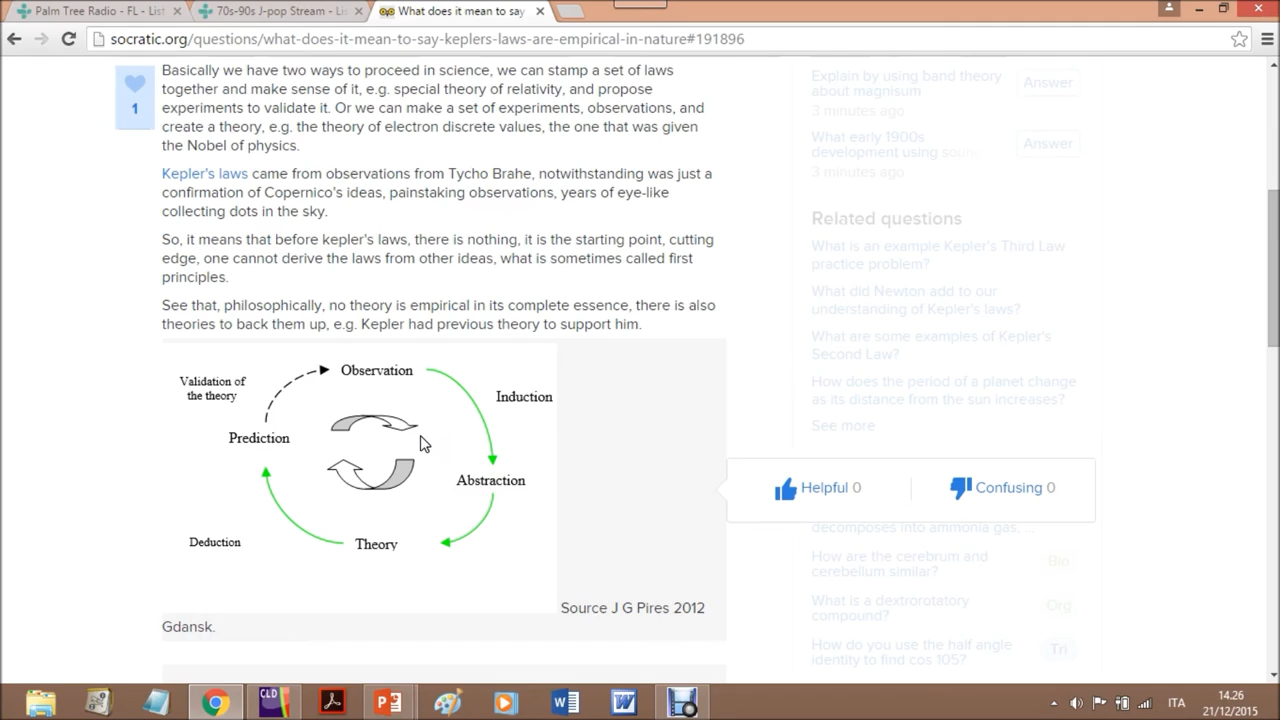 Palm Tree Radio - FL - List
70s-90s J-pop Stream - List
What does it mean to say
socratic.org/questions/what-does-it-mean-to-say-keplers-laws-are-empirical-in-nature#191896
1
Basically we have two ways to proceed in science, we can stamp a set of laws
together and make sense of it, e.g. special theory of relativity, and propose
experiments to validate it. Or we can make a set of experiments, observations, and
create a theory, e.g. the theory of electron discrete values, the one that was given
the Nobel of physics.
Kepler's laws came from observations from Tycho Brahe, notwithstanding was just a
confirmation of Copernico's ideas, painstaking observations, years of eye-like
collecting dots in the sky.
So, it means that before kepler's laws, there is nothing, it is the starting point, cutting
edge, one cannot derive the laws from other ideas, what is sometimes called first
principles.
See that, philophically, no theory is empirical in its complete essence, there is also
theories to back them up, e.g. Kepler had previous theory to support him.
Observation
Validation of
the theory
Induction
Prediction
Abstraction
Deduction
Theory
Source J G Pires 2012
Gdansk.
Explain by using band theory
about magnisum
Answer
3 minutes ago
What early 1900s
development using
Answer
3 minutes ago
Related questions
What is an example Kepler's Third Law
practice problem?
What did Newton add to our
understanding of Kepler's laws?
What are some examples of Kepler's
Second Law?
How does the period of a planet change
as its distance from the sun increases?
See more
Helpful 0
Confusing 0
decomposes into ammonia gas, ...
How are the cerebrum and
cerebellum similar?
Bio
What is a dextrorotatory
compound?
Org
How do you use the half angle
identity to find cos 105?
Tri
CLD
ITA
14.26
21/12/2015